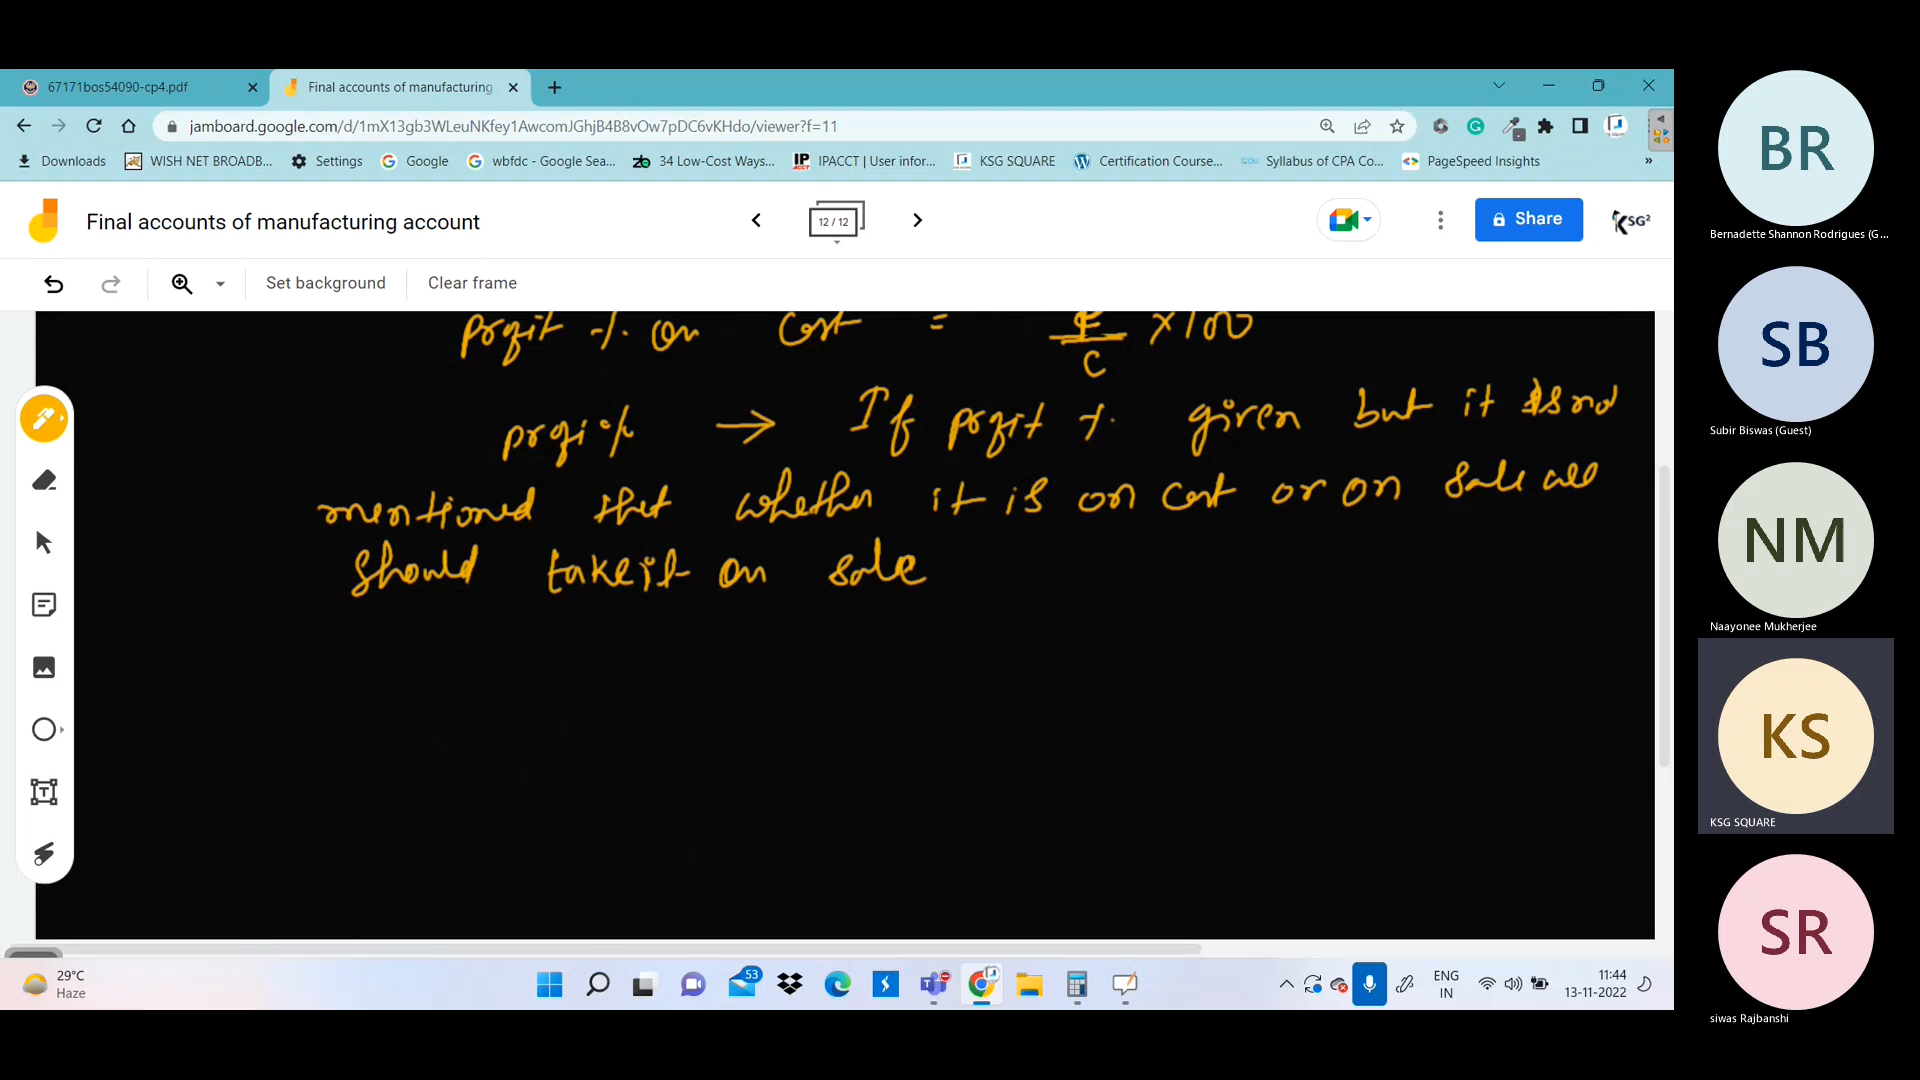 67171bos54090-cp4.pdf
Final accounts of manufacturing
jamboard.google.com/d/1mX13gb3WLeuNKfey1AwcomJGhjB4B8vOw7pDC6vKHdo/viewer?f=11
Downloads WISH NET BROADB... Settings Google wbfdc - Google Sea... 34 Low-Cost Ways... IPACCT | User infor... KSG SQUARE Certification Course... Syllabus of CPA Co... PageSpeed Insights »
Final accounts of manufacturing account
12 / 12
Share
KSG²
Set background Clear frame
profit % on cost = P/C × 100
profi% → If profit % given but it is not
mentioned that whether it is on cost or on sale we
should take it on sale
BR
Bernadette Shannon Rodrigues (G...
SB
Subir Biswas (Guest)
NM
Naayonee Mukherjee
KS
KSG SQUARE
SR
siwas Rajbanshi
29°C
Haze
53
ENG
IN
11:44
13-11-2022